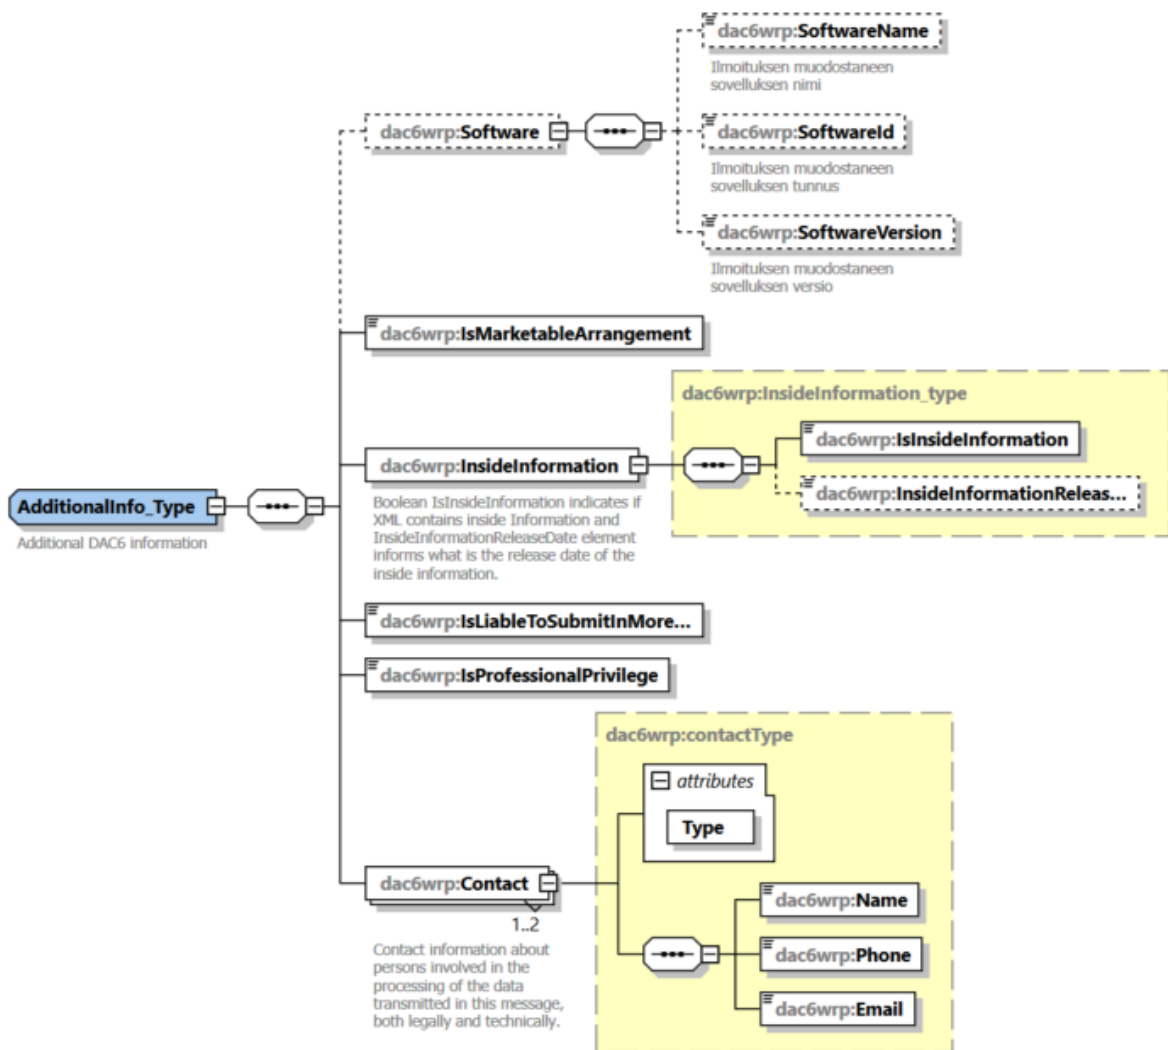 dac6wrp:SoftwareName
Ilmoituksen muodostaneen
sovelluksen nimi
dac6wrp:Software
dac6wrp:SoftwareId
Ilmoituksen muodostaneen
sovelluksen tunnus
dac6wrp:SoftwareVersion
Ilmoituksen muodostaneen
sovelluksen versio
dac6wrp:IsMarketableArrangement
dac6wrp:InsideInformation_type
dac6wrp:IsInsideInformation
dac6wrp:InsideInformation
dac6wrp:InsideInformationReleas...
Boolean IsInsideInformation indicates if
XML contains inside Information and
InsideInformationReleaseDate element
informs what is the release date of the
inside information.
AdditionalInfo_Type
Additional DAC6 information
dac6wrp:IsLiableToSubmitInMore...
dac6wrp:IsProfessionalPrivilege
dac6wrp:contactType
attributes
Type
dac6wrp:Contact
1..2
Contact information about
persons involved in the
processing of the data
transmitted in this message,
both legally and technically.
dac6wrp:Name
dac6wrp:Phone
dac6wrp:Email